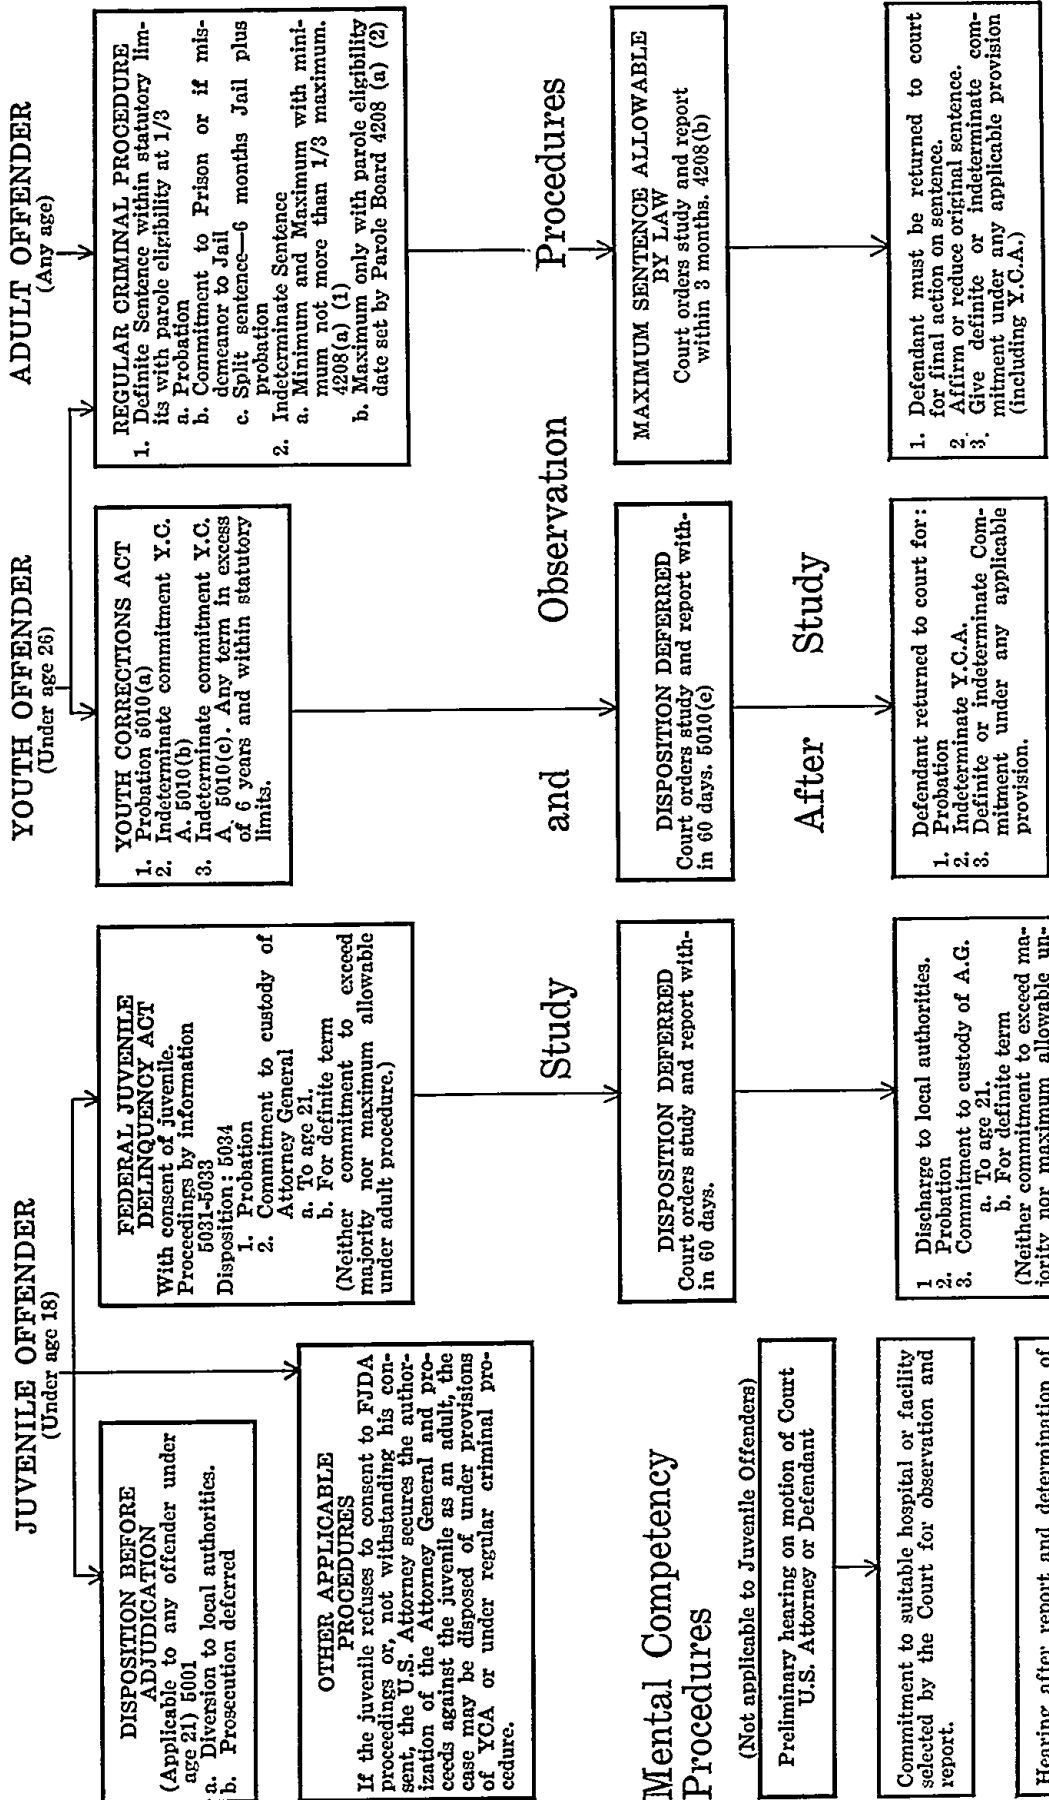 JUVENILE OFFENDER
(Under age 18)
DISPOSITION BEFORE
ADJUDICATION
(Applicable to any offender under
age 21) 5001
a. Diversion to local authorities.
b. Prosecution deferred
OTHER APPLICABLE
PROCEDURES
If the juvenile refuses to consent to FJDA
proceedings or, not withstanding his con-
sent, the U.S. Attorney secures the author-
ization of the Attorney General and pro-
ceeds against the juvenile as an adult, the
case may be disposed of under provisions
of YCA or under regular criminal pro-
cedure.
FEDERAL JUVENILE
DELINQUENCY ACT
With consent of juvenile.
Proceedings by information
5031-5033
Disposition: 5034
1. Probation
2. Commitment to custody of
Attorney General
a. To age 21.
b. For definite term
(Neither commitment to exceed
majority nor maximum allowable
under adult procedure.)
YOUTH OFFENDER
(Under age 26)
YOUTH CORRECTIONS ACT
1. Probation 5010(a)
2. Indeterminate commitment Y.C.
A. 5010(b)
3. Indeterminate commitment Y.C.
A. 5010(c). Any term in excess
of 6 years and within statutory
limits.
ADULT OFFENDER
(Any age)
REGULAR CRIMINAL PROCEDURE
1. Definite Sentence within statutory lim-
its with parole eligibility at 1/3
a. Probation
b. Commitment to Prison or if mis-
demeanor to Jail
c. Split sentence—6 months Jail plus
probation
2. Indeterminate Sentence
a. Minimum and Maximum with mini-
mum not more than 1/3 maximum.
4208(a) (1)
b. Maximum only with parole eligibility
date set by Parole Board 4208 (a) (2)
Study and Observation Procedures
DISPOSITION DEFERRED
Court orders study and report with-
in 60 days.
DISPOSITION DEFERRED
Court orders study and report with-
in 60 days. 5010(e)
MAXIMUM SENTENCE ALLOWABLE
BY LAW
Court orders study and report
within 3 months. 4208(b)
After Study
1 Discharge to local authorities.
2. Probation
3. Commitment to custody of A.G.
a. To age 21.
b. For definite term
(Neither commitment to exceed ma-
jority nor maximum allowable un-
Defendant returned to court for:
1. Probation
2. Indeterminate Y.C.A.
3. Definite or indeterminate Com-
mitment under any applicable
provision.
1. Defendant must be returned to court
for final action on sentence.
2. Affirm or reduce original sentence.
3. Give definite or indeterminate com-
mitment under any applicable provision
(including Y.C.A.)
Mental Competency
Procedures
(Not applicable to Juvenile Offenders)
Preliminary hearing on motion of Court
U.S. Attorney or Defendant
Commitment to suitable hospital or facility
selected by the Court for observation and
report.
Hearing after report and determination of